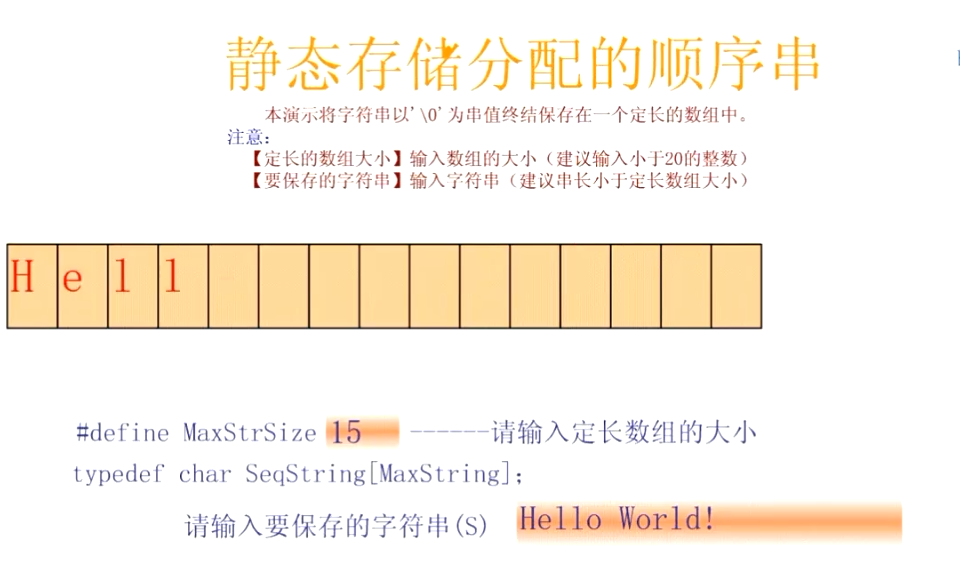 静态存储分配的顺序串
本演示将字符串以'\0'为串值终结保存在一个定长的数组中。
注意:
【定长的数组大小】输入数组的大小（建议输入小于20的整数）
【要保存的字符串】输入字符串（建议串长小于定长数组大小）
H e l l
#define MaxStrSize 15 ------请输入定长数组的大小
typedef char SeqString[MaxString];
请输入要保存的字符串(S) Hello World!